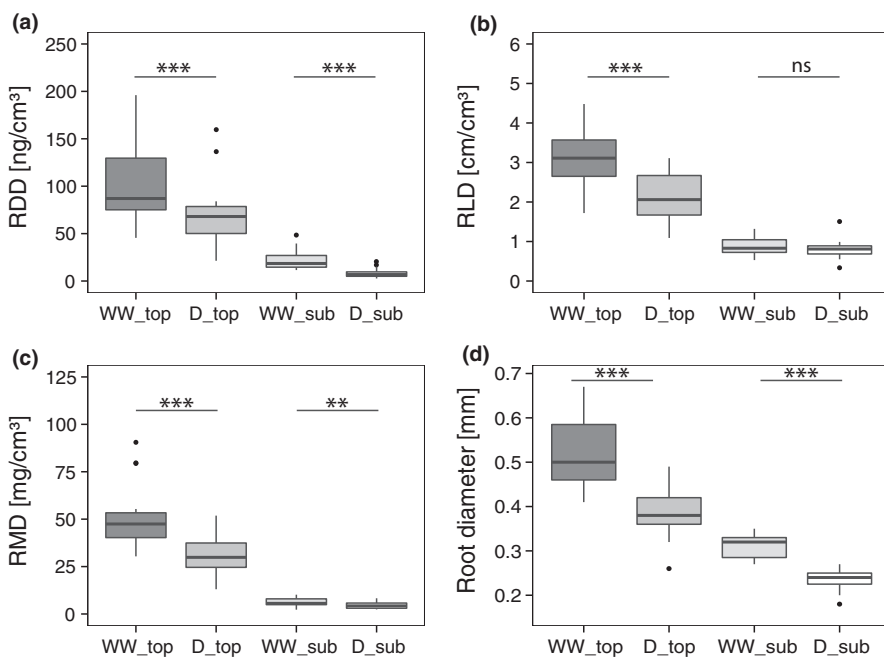 (a)
RDD [ng/cm³]
250
200
150
100
50
0
***
***
WW_top D_top WW_sub D_sub
(b)
RLD [cm/cm³]
6
5
4
3
2
1
0
***
ns
WW_top D_top WW_sub D_sub
(c)
RMD [mg/cm³]
125
100
75
50
25
0
***
**
WW_top D_top WW_sub D_sub
(d)
Root diameter [mm]
0.7
0.6
0.5
0.4
0.3
0.2
***
***
WW_top D_top WW_sub D_sub